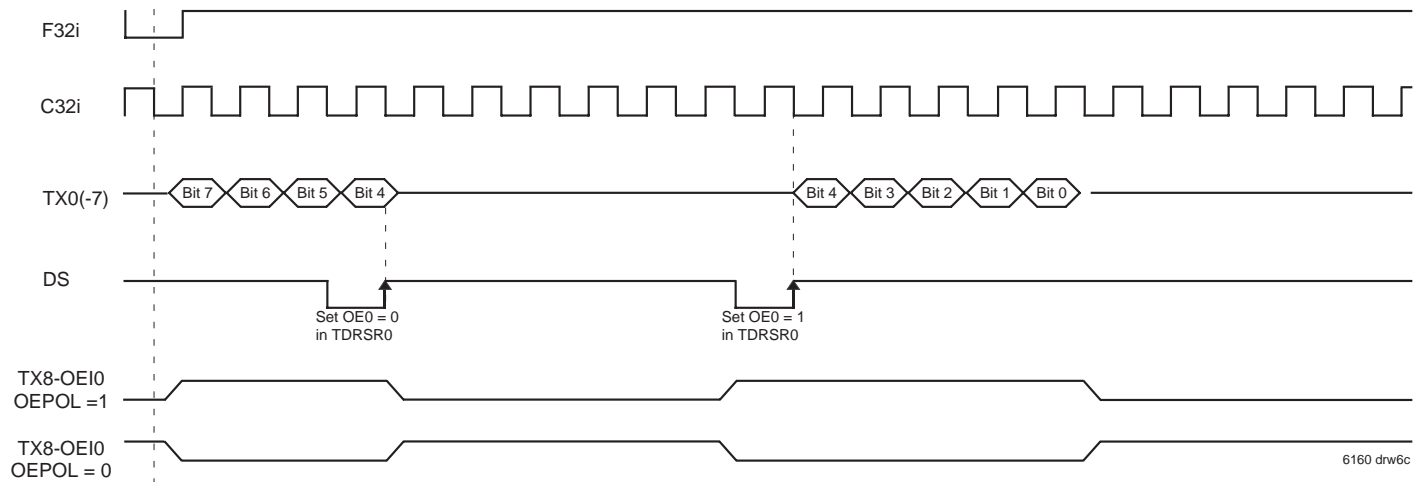 F32i
C32i
TX0(-7)
Bit 7 Bit 6 Bit 5 Bit 4 Bit 4 Bit 3 Bit 2 Bit 1 Bit 0
DS
Set OE0 = 0
in TDRSR0
Set OE0 = 1
in TDRSR0
TX8-OEI0
OEPOL =1
TX8-OEI0
OEPOL = 0
6160 drw6c